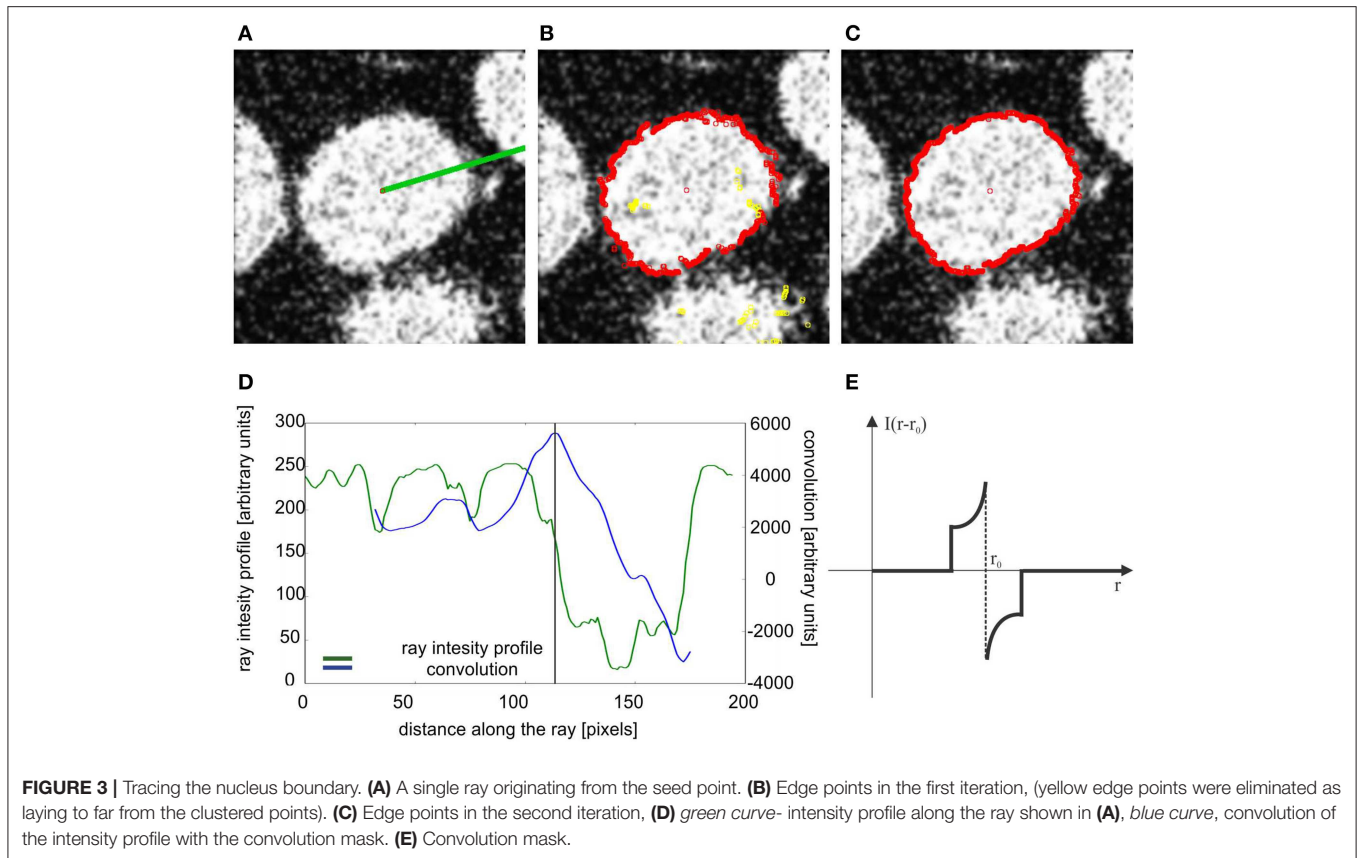 A
B
C
D
ray intesity profile [arbitrary units]
300
250
200
150
100
50
0
0
50
100
150
200
distance along the ray [pixels]
6000
4000
2000
0
-2000
-4000
convolution [arbitrary units]
ray intesity profile
convolution
E
I(r-r₀)
r₀
r
FIGURE 3 | Tracing the nucleus boundary. (A) A single ray originating from the seed point. (B) Edge points in the first iteration, (yellow edge points were eliminated as
laying to far from the clustered points). (C) Edge points in the second iteration, (D) green curve- intensity profile along the ray shown in (A), blue curve, convolution of
the intensity profile with the convolution mask. (E) Convolution mask.